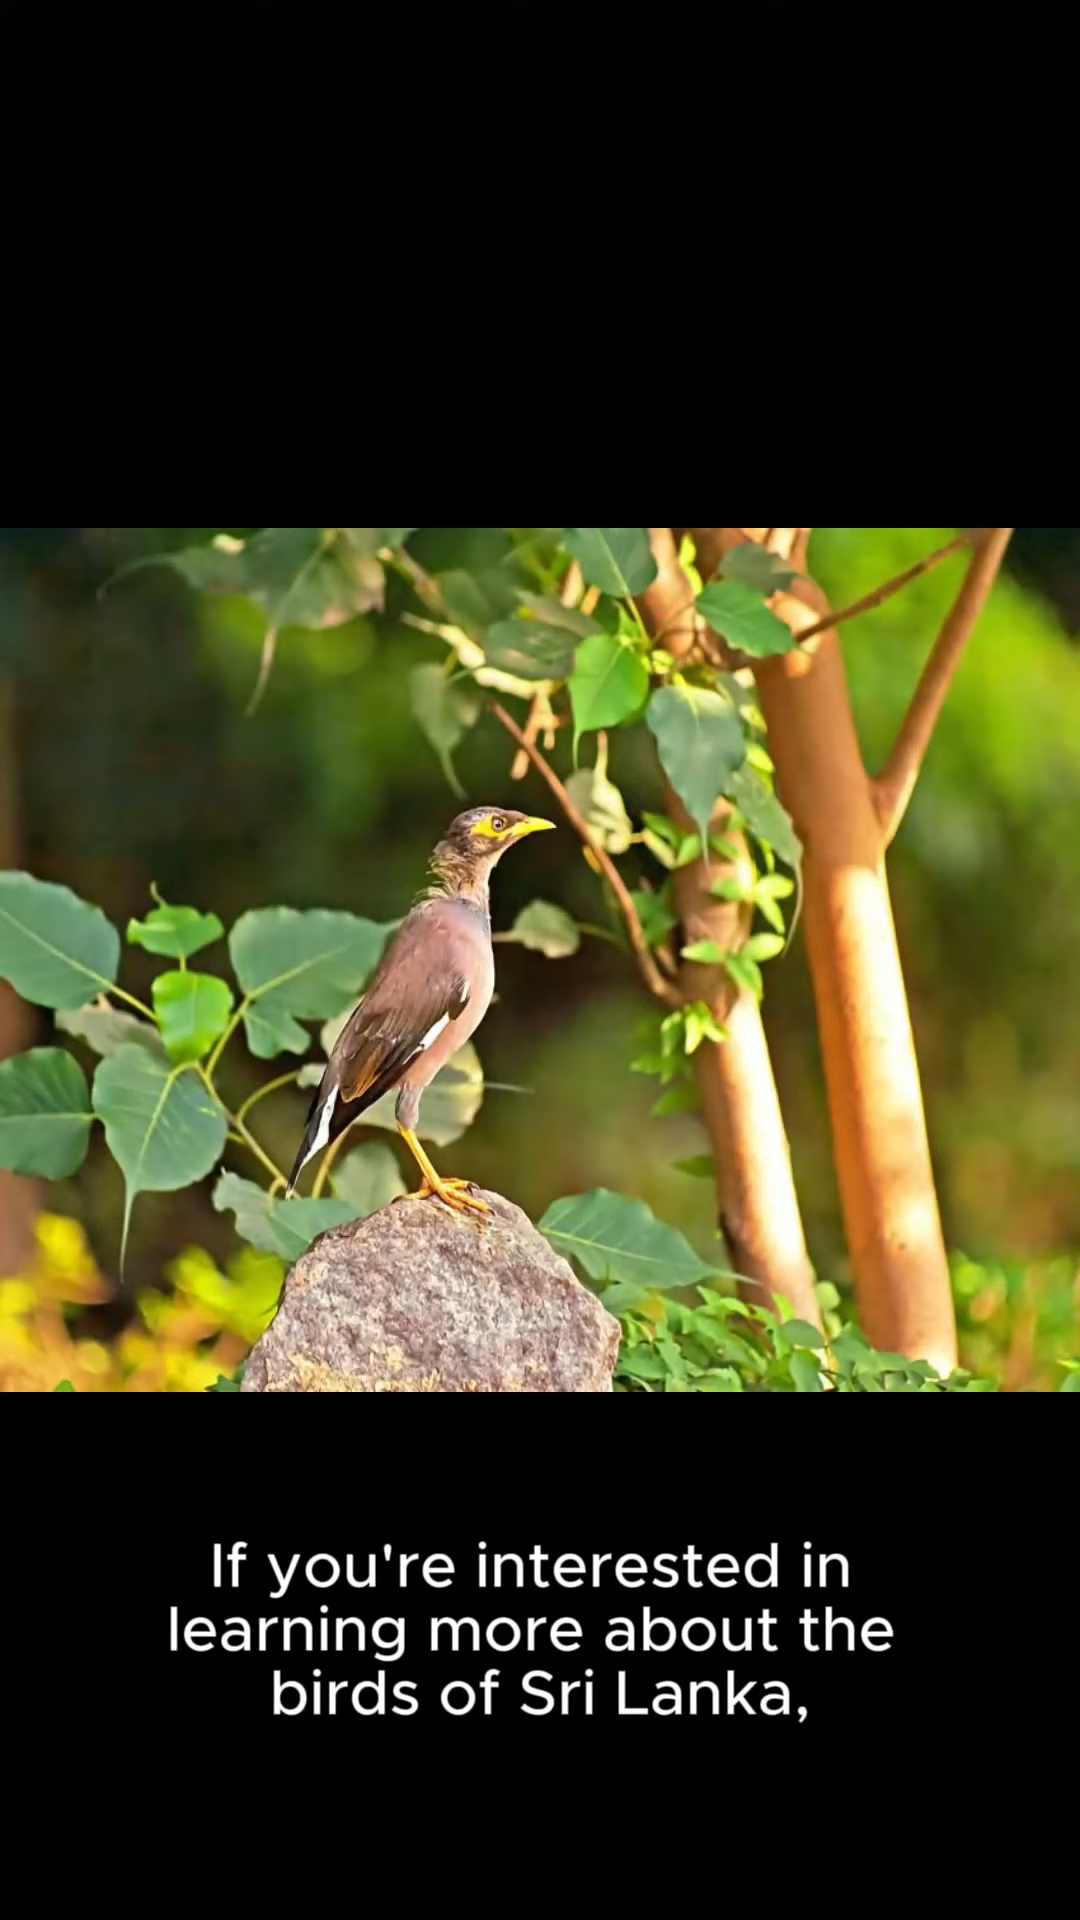 If you're interested in
learning more about the
birds of Sri Lanka,